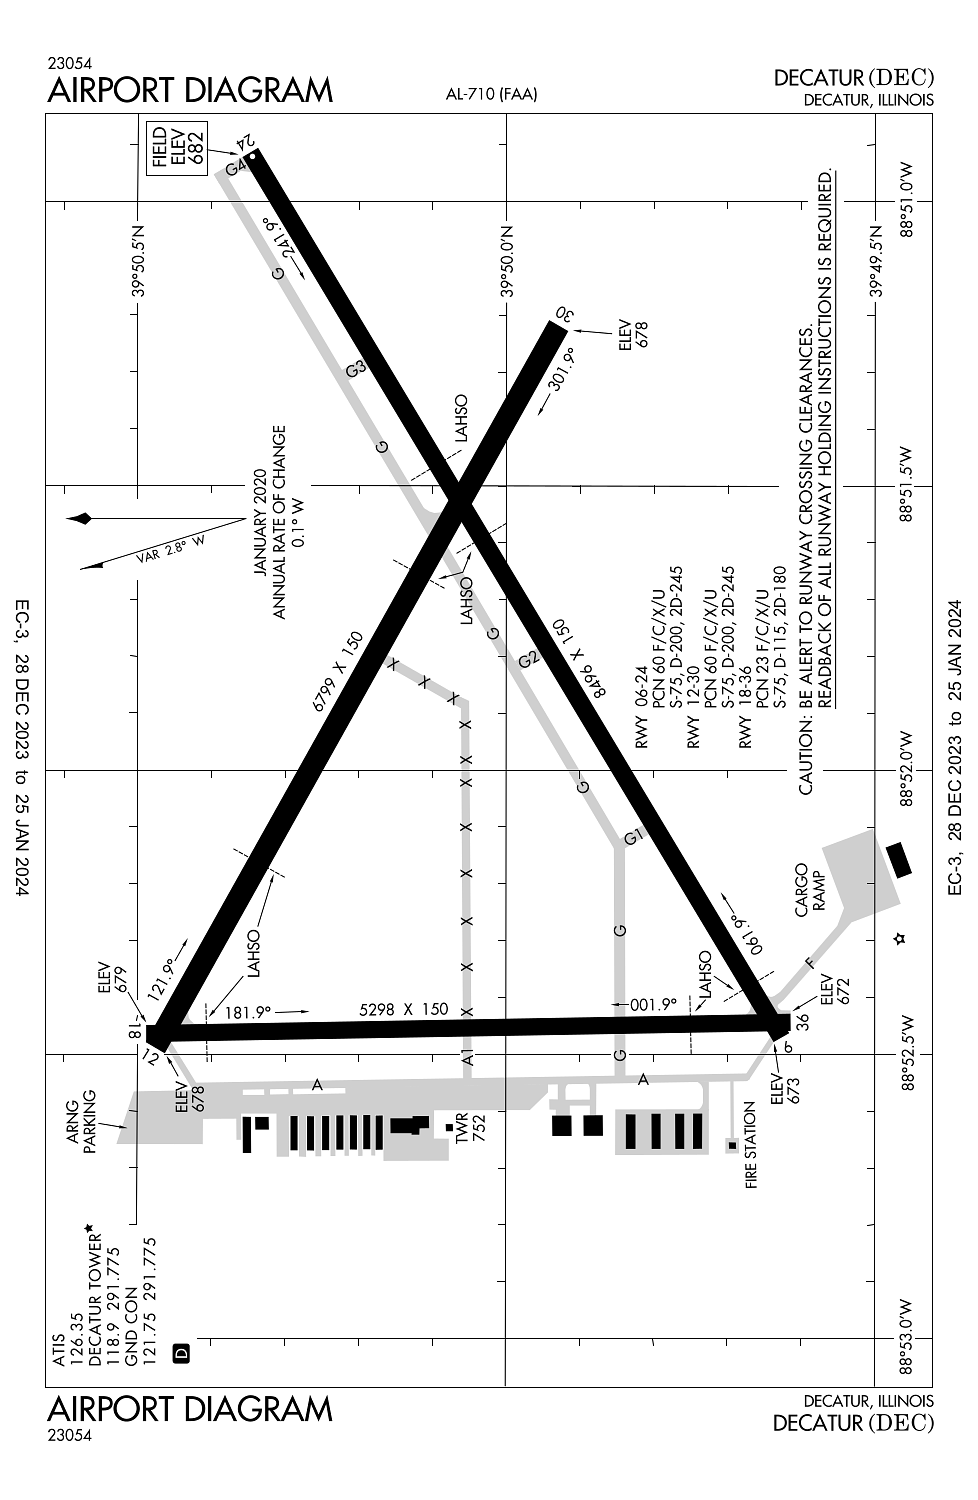 23054
AIRPORT DIAGRAM
AL-710 (FAA)
DECATUR (DEC)
DECATUR, ILLINOIS
FIELD
ELEV
682
24
G4
241.9°
G
39°50.5'N
39°50.0'N
39°49.5'N
88°51.0'W
30
ELEV
678
301.9°
G3
G
LAHSO
JANUARY 2020
ANNUAL RATE OF CHANGE
0.1° W
VAR 2.8° W
88°51.5'W
LAHSO
G
G2
6799 X 150
8496 X 150
RWY 06-24
PCN 60 F/C/X/U
S-75, D-200, 2D-245
RWY 12-30
PCN 60 F/C/X/U
S-75, D-200, 2D-245
RWY 18-36
PCN 23 F/C/X/U
S-75, D-115, 2D-180
CAUTION: BE ALERT TO RUNWAY CROSSING CLEARANCES.
READBACK OF ALL RUNWAY HOLDING INSTRUCTIONS IS REQUIRED.
X
X
X
X
X
X
X
X
X
X
X
88°52.0'W
G
G1
G
CARGO
RAMP
F
061.9°
LAHSO
LAHSO
ELEV
679
121.9°
18
12
181.9°
5298 X 150
001.9°
36
6
ELEV
672
88°52.5'W
ELEV
678
ELEV
673
A1
G
A
A
ARNG
PARKING
TWR
752
FIRE STATION
ATIS
126.35
DECATUR TOWER★
118.9 291.775
GND CON
121.75 291.775
D
88°53.0'W
EC-3, 28 DEC 2023 to 25 JAN 2024
EC-3, 28 DEC 2023 to 25 JAN 2024
AIRPORT DIAGRAM
23054
DECATUR, ILLINOIS
DECATUR (DEC)